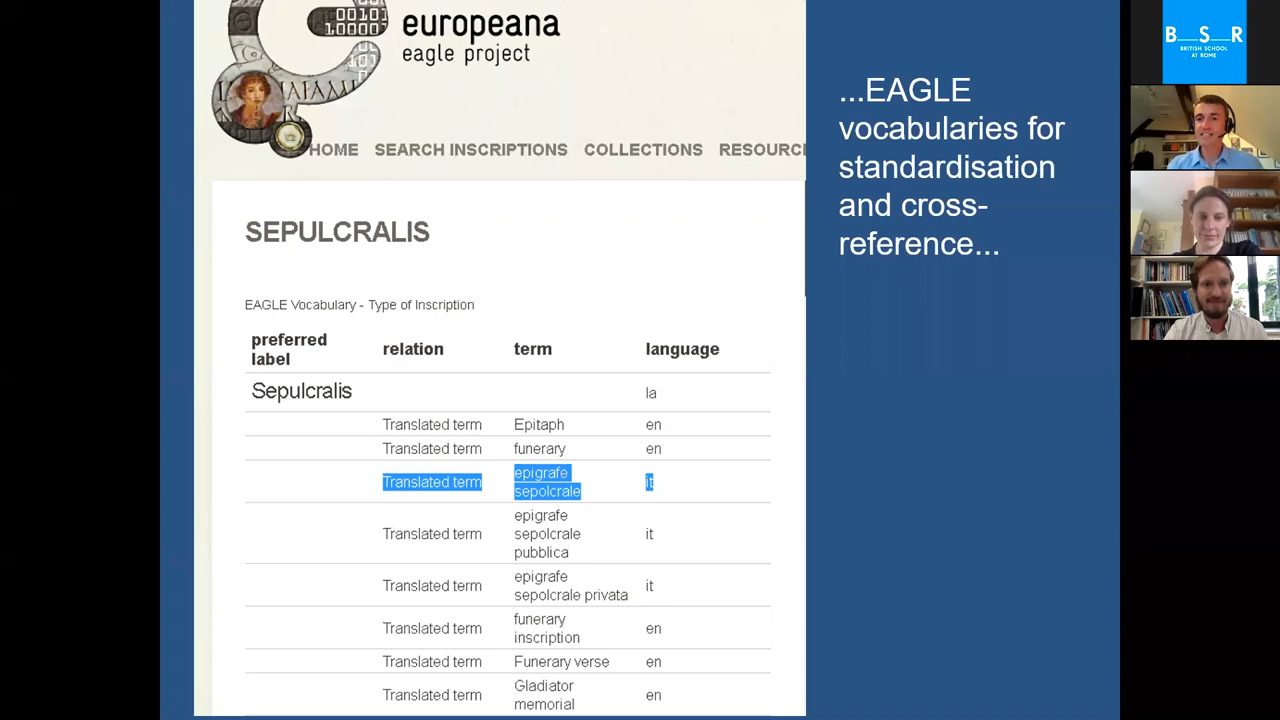 europeana
eagle project
HOME SEARCH INSCRIPTIONS COLLECTIONS RESOURC
SEPULCRALIS
EAGLE Vocabulary - Type of Inscription
preferred label relation term language
Sepulcralis la
Translated term Epitaph en
Translated term funerary en
Translated term epigrafe sepolcrale it
Translated term epigrafe sepolcrale pubblica it
Translated term epigrafe sepolcrale privata it
Translated term funerary inscription en
Translated term Funerary verse en
Translated term Gladiator memorial en
...EAGLE
vocabularies for
standardisation
and cross-
reference...
B__S__R
BRITISH SCHOOL
AT ROME